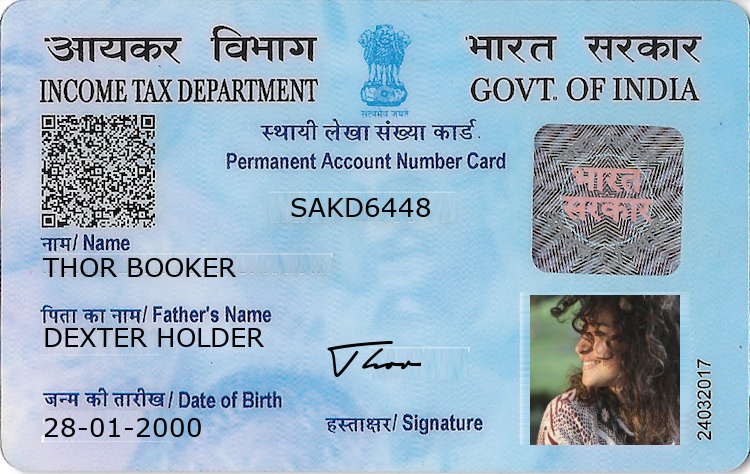 आयकर विभाग
INCOME TAX DEPARTMENT
सत्यमेव जयते
भारत सरकार
GOVT. OF INDIA
स्थायी लेखा संख्या कार्ड
Permanent Account Number Card
SAKD6448
भारत
सरकार
नाम/ Name
THOR BOOKER
पिता का नाम/ Father's Name
DEXTER HOLDER
Thor
जन्म की तारीख / Date of Birth
28-01-2000
हस्ताक्षर/ Signature
24032017